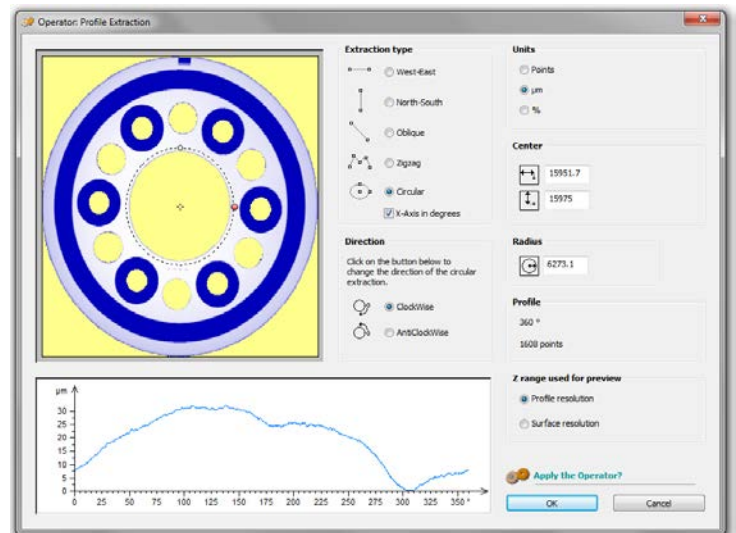 Operator: Profile Extraction
Extraction type
West-East
North-South
Oblique
Zigzag
Circular
X-Axis in degrees
Direction
Click on the button below to
change the direction of the circular
extraction.
ClockWise
AntiClockWise
Units
Points
µm
%
Center
15951.7
15975
Radius
6273.1
Profile
360 °
1608 points
Z range used for preview
Profile resolution
Surface resolution
Apply the Operator?
OK Cancel
µm
30
25
20
15
10
5
0
0 25 50 75 100 125 150 175 200 225 250 275 300 325 350 °